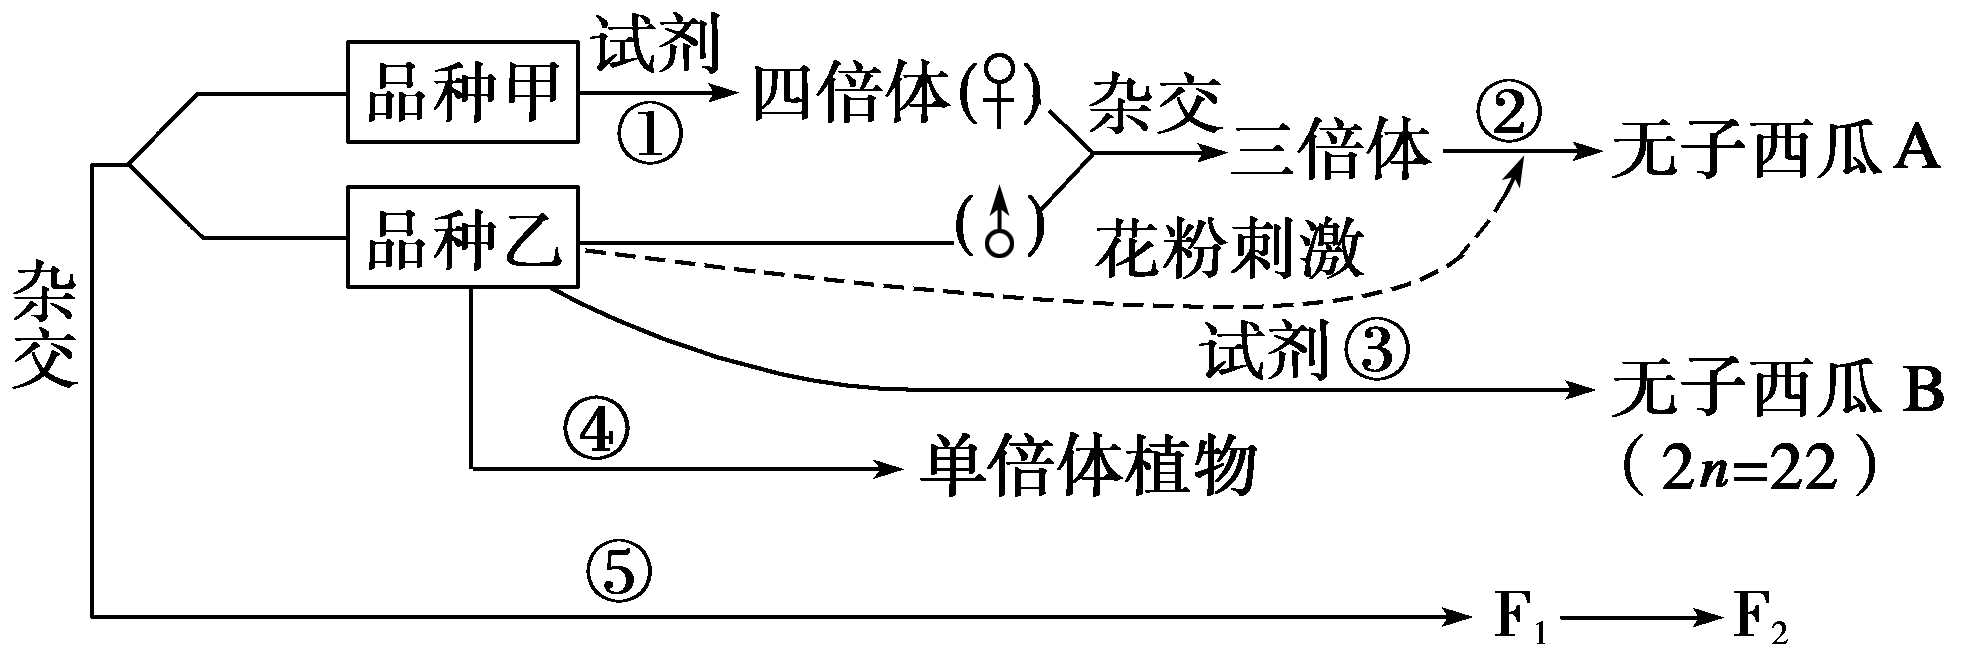 试剂
品种甲
①
四倍体(♀)
杂交
三倍体
②
无子西瓜A
品种乙
(♂)
花粉刺激
杂交
试剂③
无子西瓜B
(2n=22)
④
单倍体植物
⑤
F₁
F₂